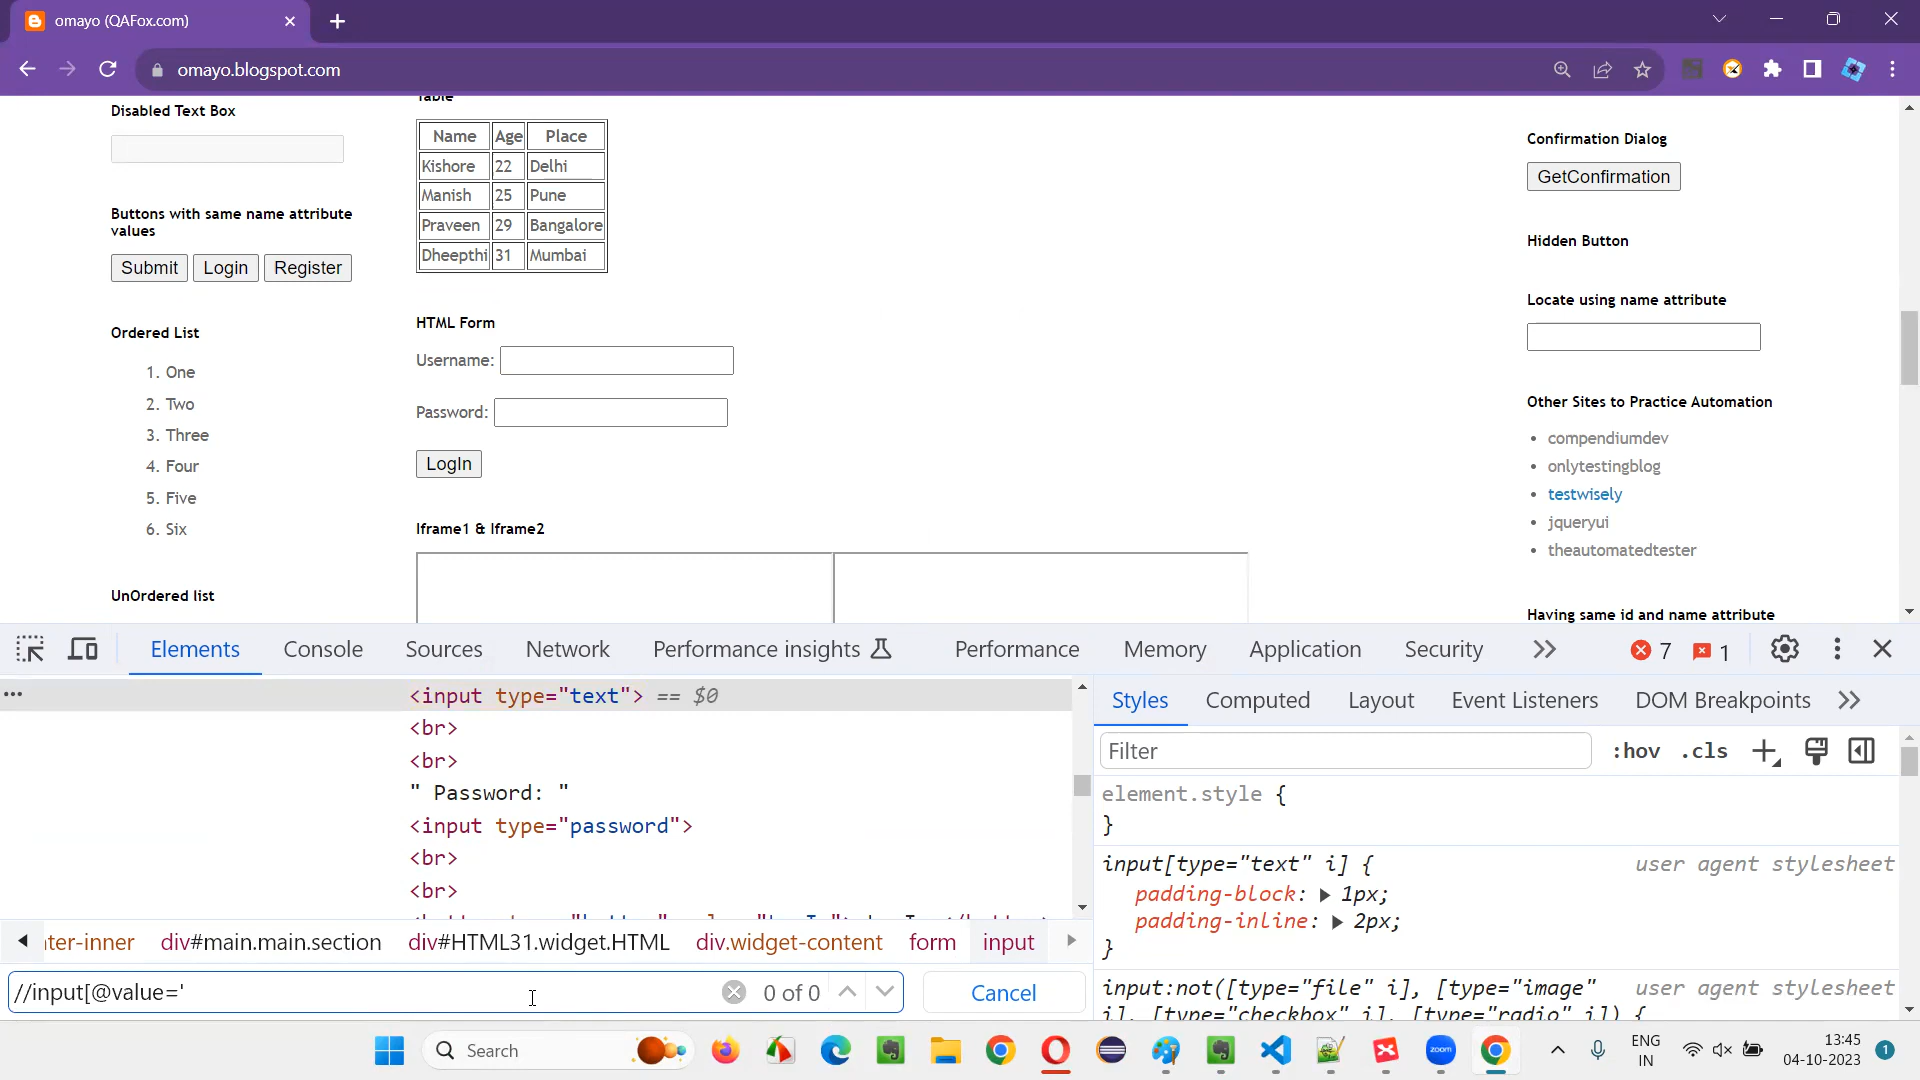 omayo (QAFox.com)
omayo.blogspot.com
Disabled Text Box
Buttons with same name attribute
values
Submit Login Register
Ordered List
1. One
2. Two
3. Three
4. Four
5. Five
6. Six
UnOrdered list
Table
Name Age Place
Kishore 22 Delhi
Manish 25 Pune
Praveen 29 Bangalore
Dheepthi 31 Mumbai
HTML Form
Username:
Password:
LogIn
Iframe1 & Iframe2
Confirmation Dialog
GetConfirmation
Hidden Button
Locate using name attribute
Other Sites to Practice Automation
• compendiumdev
• onlytestingblog
• testwisely
• jqueryui
• theautomatedtester
Having same id and name attribute
Elements Console Sources Network Performance insights Performance Memory Application Security 7 1
<input type="text"> == $0
<br>
<br>
" Password: "
<input type="password">
<br>
<br>
nter-inner div#main.main.section div#HTML31.widget.HTML div.widget-content form input
//input[@value=' 0 of 0 Cancel
Styles Computed Layout Event Listeners DOM Breakpoints
Filter :hov .cls
element.style {
}
input[type="text" i] { user agent stylesheet
padding-block: 1px;
padding-inline: 2px;
}
input:not([type="file" i], [type="image" user agent stylesheet
i], [type="checkbox" i], [type="radio" i]) {
Search zoom ENG
IN 13:45
04-10-2023 1